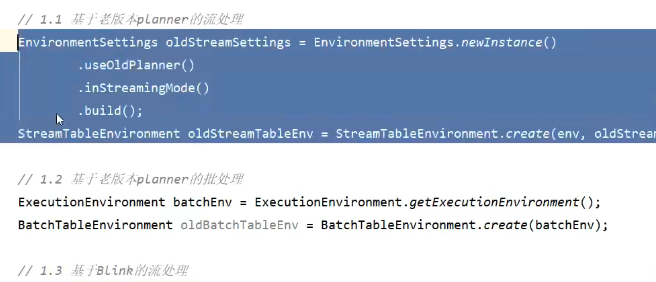 // 1.1 基于老版本planner的流处理
EnvironmentSettings oldStreamSettings = EnvironmentSettings.newInstance()
.useOldPlanner()
.inStreamingMode()
.build();
StreamTableEnvironment oldStreamTableEnv = StreamTableEnvironment.create(env, oldStream
// 1.2 基于老版本planner的批处理
ExecutionEnvironment batchEnv = ExecutionEnvironment.getExecutionEnvironment();
BatchTableEnvironment oldBatchTableEnv = BatchTableEnvironment.create(batchEnv);
// 1.3 基于Blink的流处理